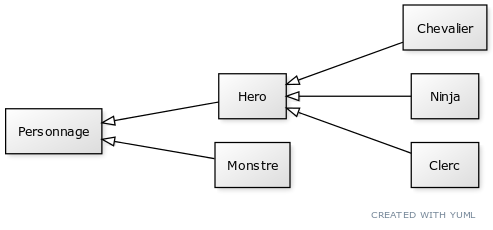 Chevalier
Hero
Ninja
Personnage
Monstre
Clerc
CREATED WITH YUML